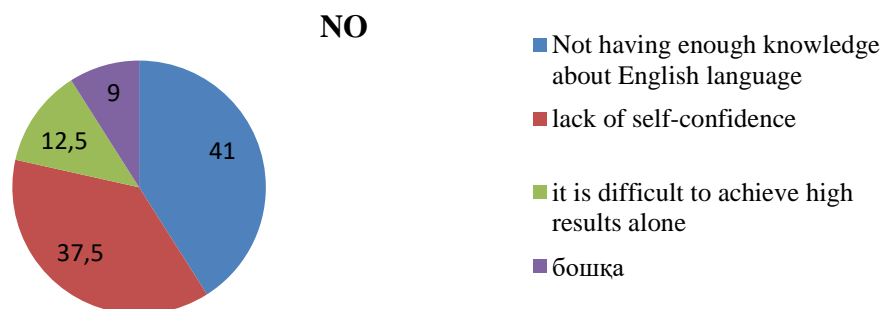 NO
9
12,5
41
37,5
Not having enough knowledge
about English language
lack of self-confidence
it is difficult to achieve high
results alone
бошқа